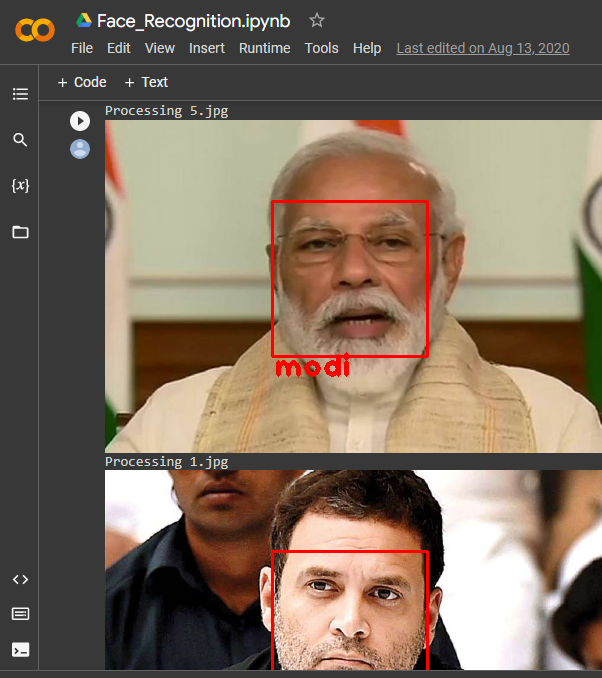 Face_Recognition.ipynb
File Edit View Insert Runtime Tools Help Last edited on Aug 13, 2020
+ Code + Text
Processing 5.jpg
{x}
modi
Processing 1.jpg